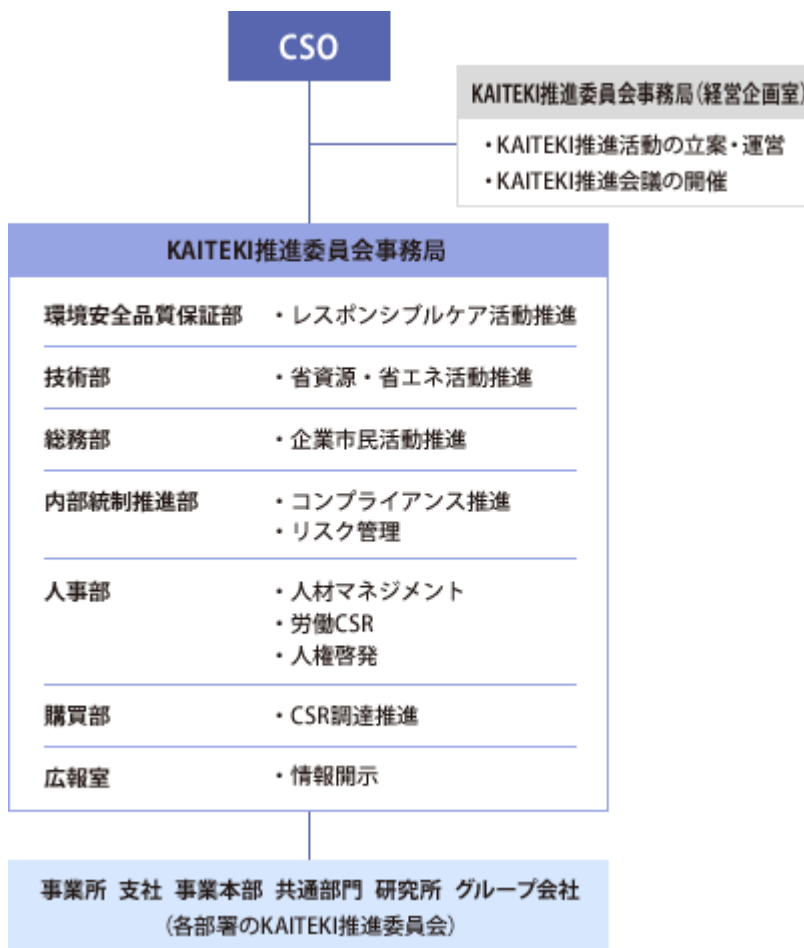 CSO
KAITEKI推進委員会事務局(経営企画室)
・KAITEKI推進活動の立案・運営
・KAITEKI推進会議の開催
KAITEKI推進委員会事務局
環境安全品質保証部 ・レスポンシブルケア活動推進
技術部 ・省資源・省エネ活動推進
総務部 ・企業市民活動推進
内部統制推進部 ・コンプライアンス推進
・リスク管理
人事部 ・人材マネジメント
・労働CSR
・人権啓発
購買部 ・CSR調達推進
広報室 ・情報開示
事業所 支社 事業本部 共通部門 研究所 グループ会社
(各部署のKAITEKI推進委員会)